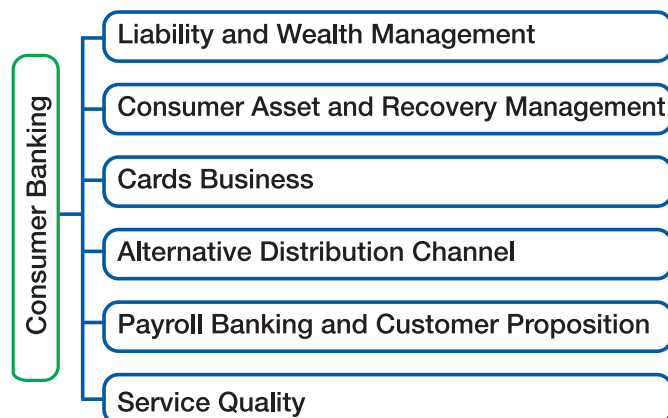 Consumer Banking
Liability and Wealth Management
Consumer Asset and Recovery Management
Cards Business
Alternative Distribution Channel
Payroll Banking and Customer Proposition
Service Quality